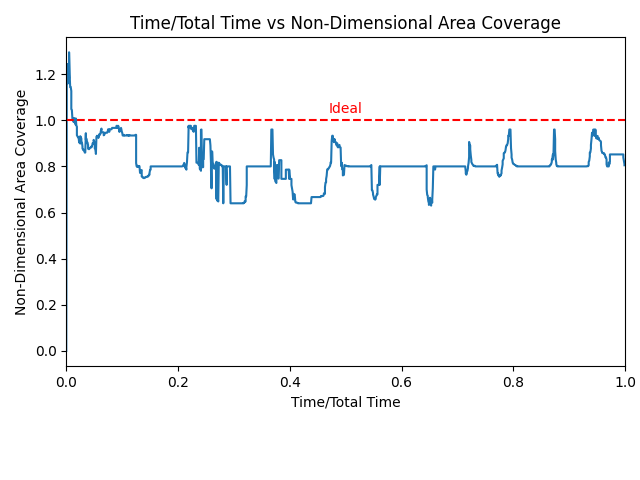 Time/Total Time vs Non-Dimensional Area Coverage
Non-Dimensional Area Coverage
1.2
1.0
0.8
0.6
0.4
0.2
0.0
Ideal
0.0 0.2 0.4 0.6 0.8 1.0
Time/Total Time